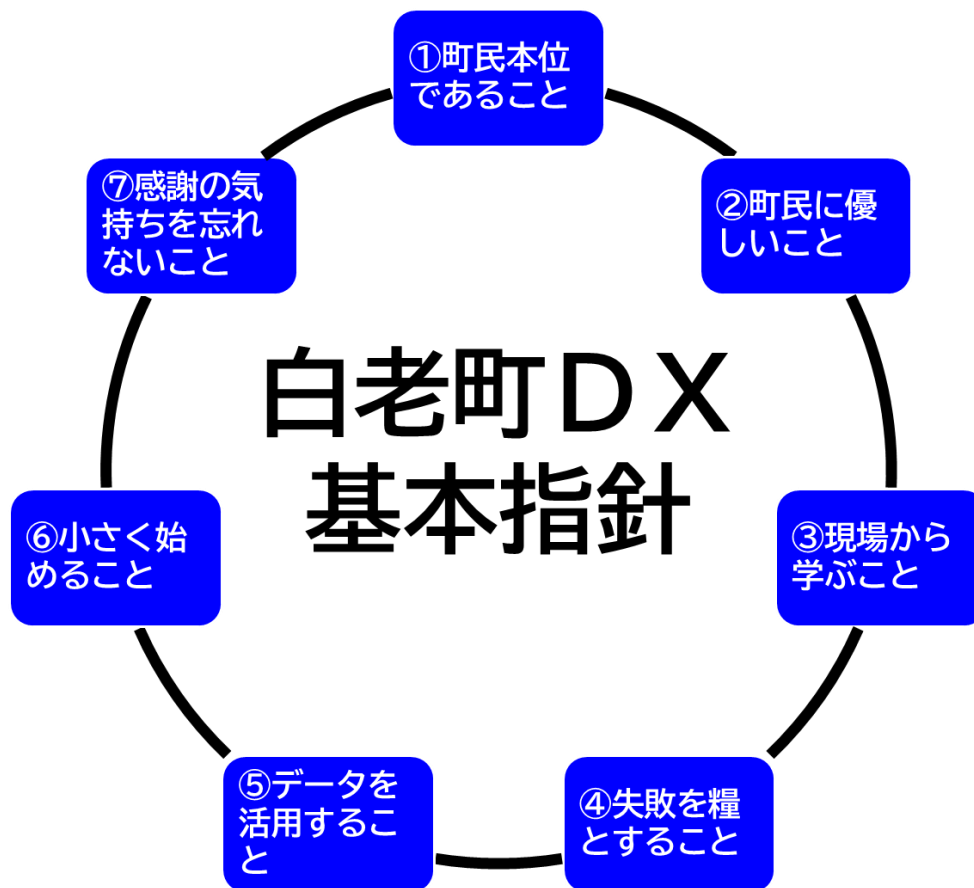 ①町民本位
であること
②町民に優
しいこと
③現場から
学ぶこと
④失敗を糧
とすること
⑤データを
活用するこ
と
⑥小さく始
めること
⑦感謝の気
持ちを忘れ
ないこと
白老町ＤＸ
基本指針